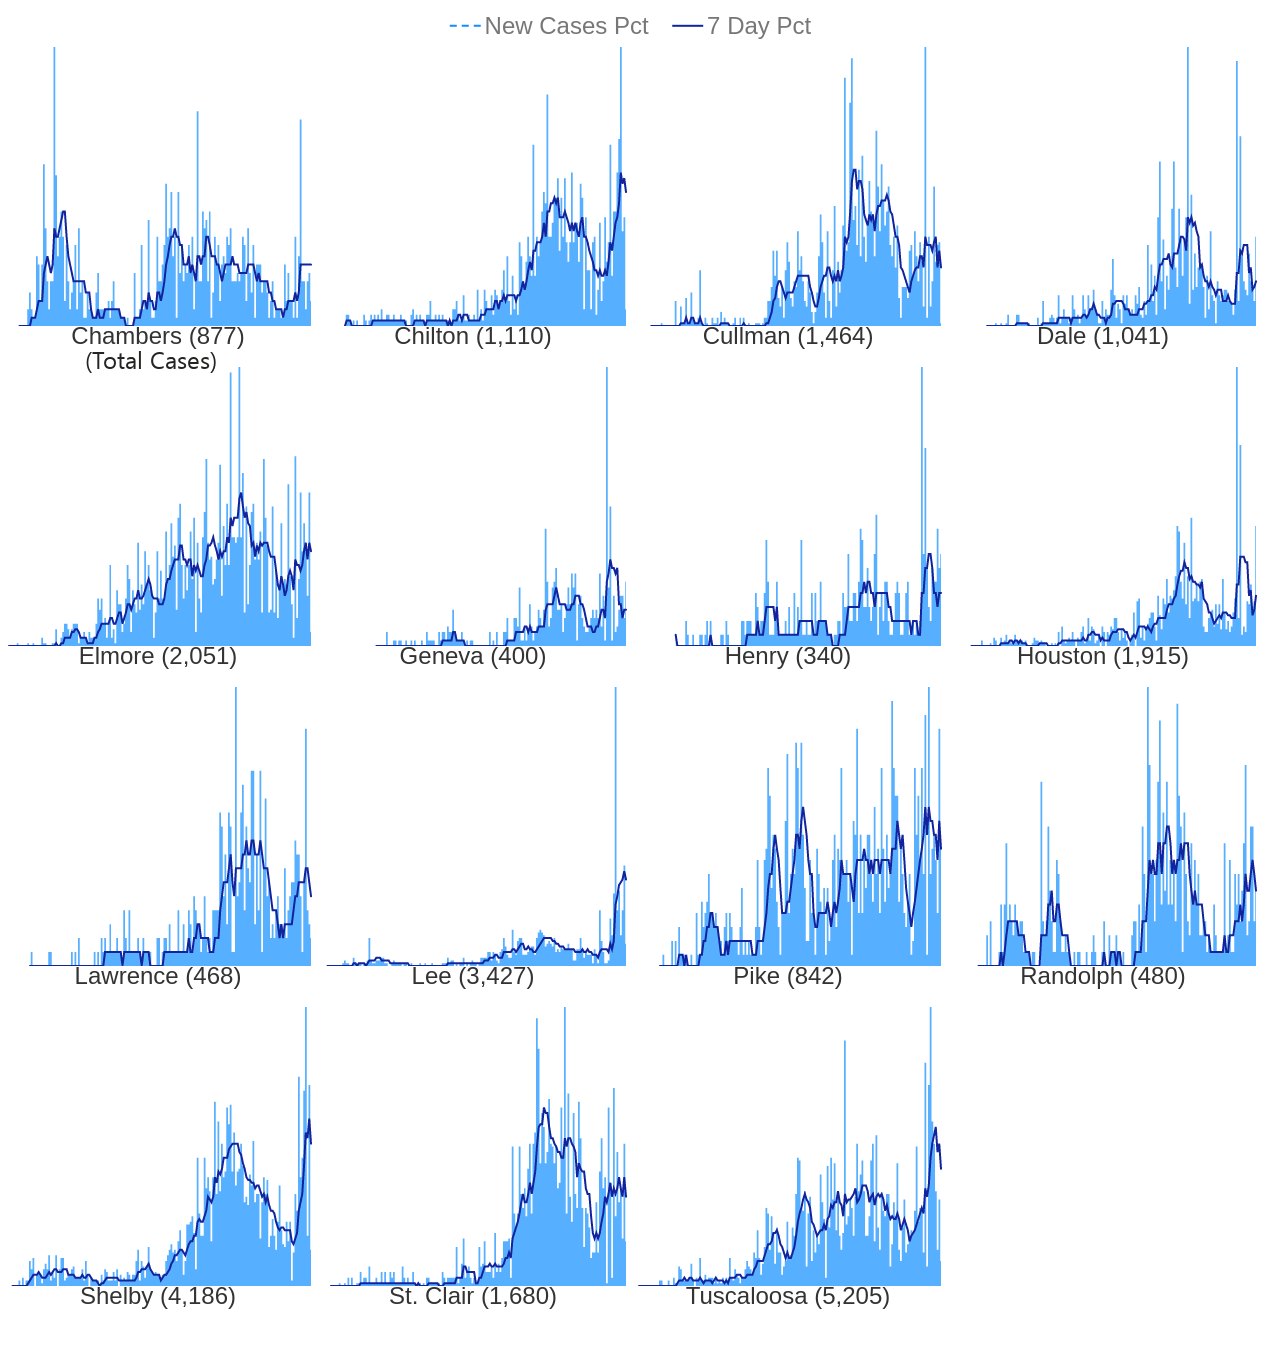 New Cases Pct 7 Day Pct
Chambers (877) Chilton (1,110) Cullman (1,464) Dale (1,041)
(Total Cases)
Elmore (2,051) Geneva (400) Henry (340) Houston (1,915)
Lawrence (468) Lee (3,427) Pike (842) Randolph (480)
Shelby (4,186) St. Clair (1,680) Tuscaloosa (5,205)